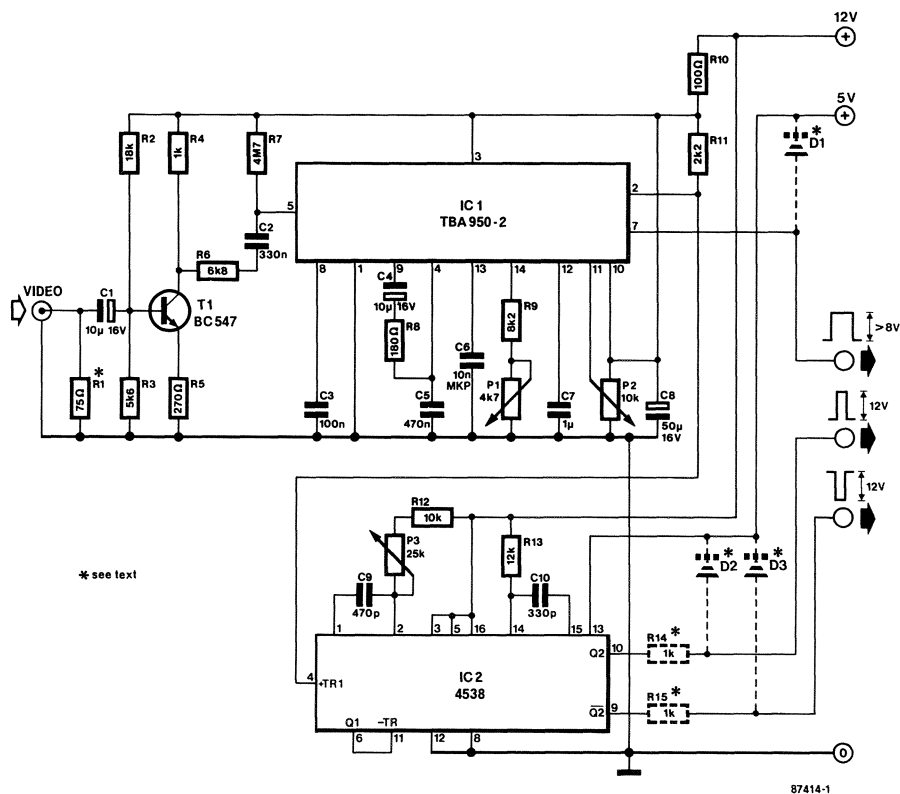 12V
R10
100Ω
5V
R2
18k
R4
1k
R7
4M7
R11
2k2
* D1
3
IC 1
TBA 950-2
2
7
5
C2
330n
R6
6k8
8
1
9
4
13
14
12
11
10
VIDEO
C1
10µ 16V
T1
BC547
C4
10µ 16V
R8
180Ω
R9
8k2
> 8V
* R1
75Ω
R3
5k6
R5
270Ω
C3
100n
C5
470n
C6
10n
MKP
P1
4k7
C7
1µ
P2
10k
C8
50µ
16V
12V
12V
R12
10k
P3
25k
R13
12k
* D2
* D3
* see text
C9
470p
C10
330p
1
2
3
5
16
14
15
13
4
+TR1
IC 2
4538
Q2
10
R14 *
1k
Q2
9
R15 *
1k
Q1
-TR
6
11
12
8
0
87414-1